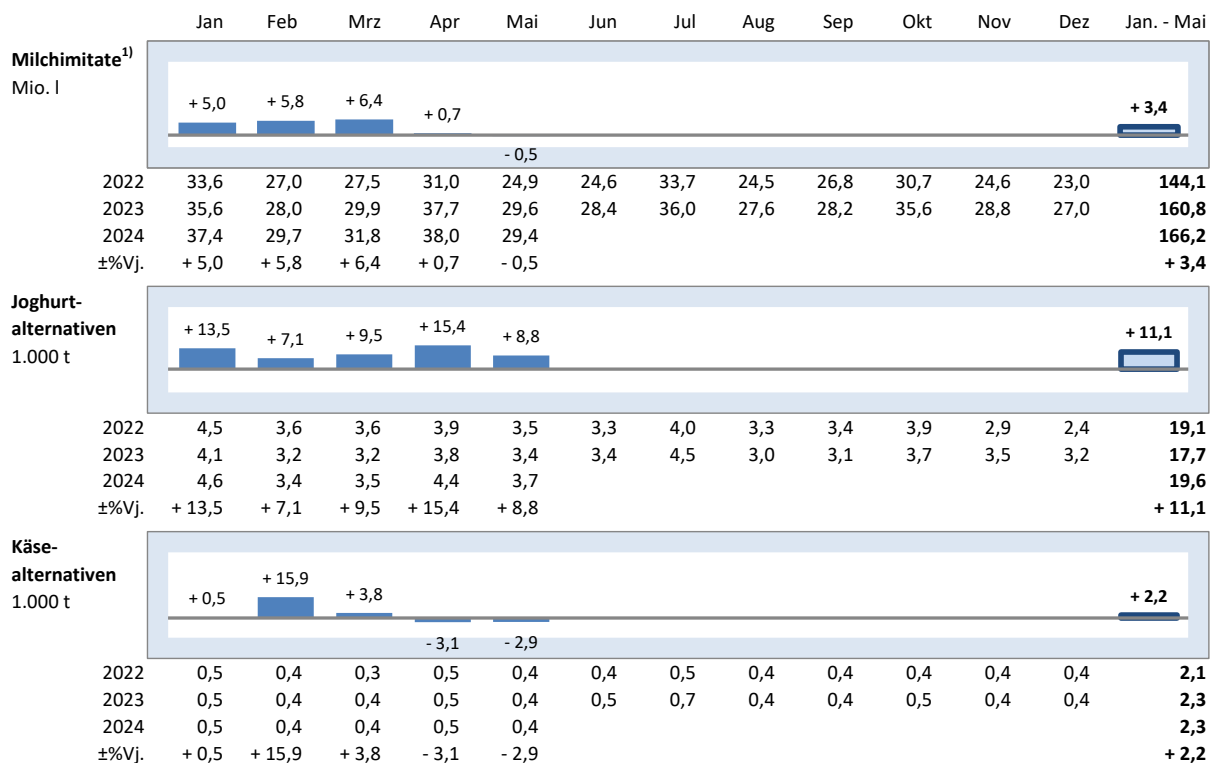 Jan Feb Mrz Apr Mai Jun Jul Aug Sep Okt Nov Dez Jan. - Mai
Milchimitate¹⁾
Mio. l
+ 5,0 + 5,8 + 6,4 + 0,7 - 0,5 + 3,4
2022 33,6 27,0 27,5 31,0 24,9 24,6 33,7 24,5 26,8 30,7 24,6 23,0 144,1
2023 35,6 28,0 29,9 37,7 29,6 28,4 36,0 27,6 28,2 35,6 28,8 27,0 160,8
2024 37,4 29,7 31,8 38,0 29,4 166,2
±%Vj. + 5,0 + 5,8 + 6,4 + 0,7 - 0,5 + 3,4
Joghurt-
alternativen
1.000 t
+ 13,5 + 7,1 + 9,5 + 15,4 + 8,8 + 11,1
2022 4,5 3,6 3,6 3,9 3,5 3,3 4,0 3,3 3,4 3,9 2,9 2,4 19,1
2023 4,1 3,2 3,2 3,8 3,4 3,4 4,5 3,0 3,1 3,7 3,5 3,2 17,7
2024 4,6 3,4 3,5 4,4 3,7 19,6
±%Vj. + 13,5 + 7,1 + 9,5 + 15,4 + 8,8 + 11,1
Käse-
alternativen
1.000 t
+ 0,5 + 15,9 + 3,8 - 3,1 - 2,9 + 2,2
2022 0,5 0,4 0,3 0,5 0,4 0,4 0,5 0,4 0,4 0,4 0,4 0,4 2,1
2023 0,5 0,4 0,4 0,5 0,4 0,5 0,7 0,4 0,4 0,5 0,4 0,4 2,3
2024 0,5 0,4 0,4 0,5 0,4 2,3
±%Vj. + 0,5 + 15,9 + 3,8 - 3,1 - 2,9 + 2,2